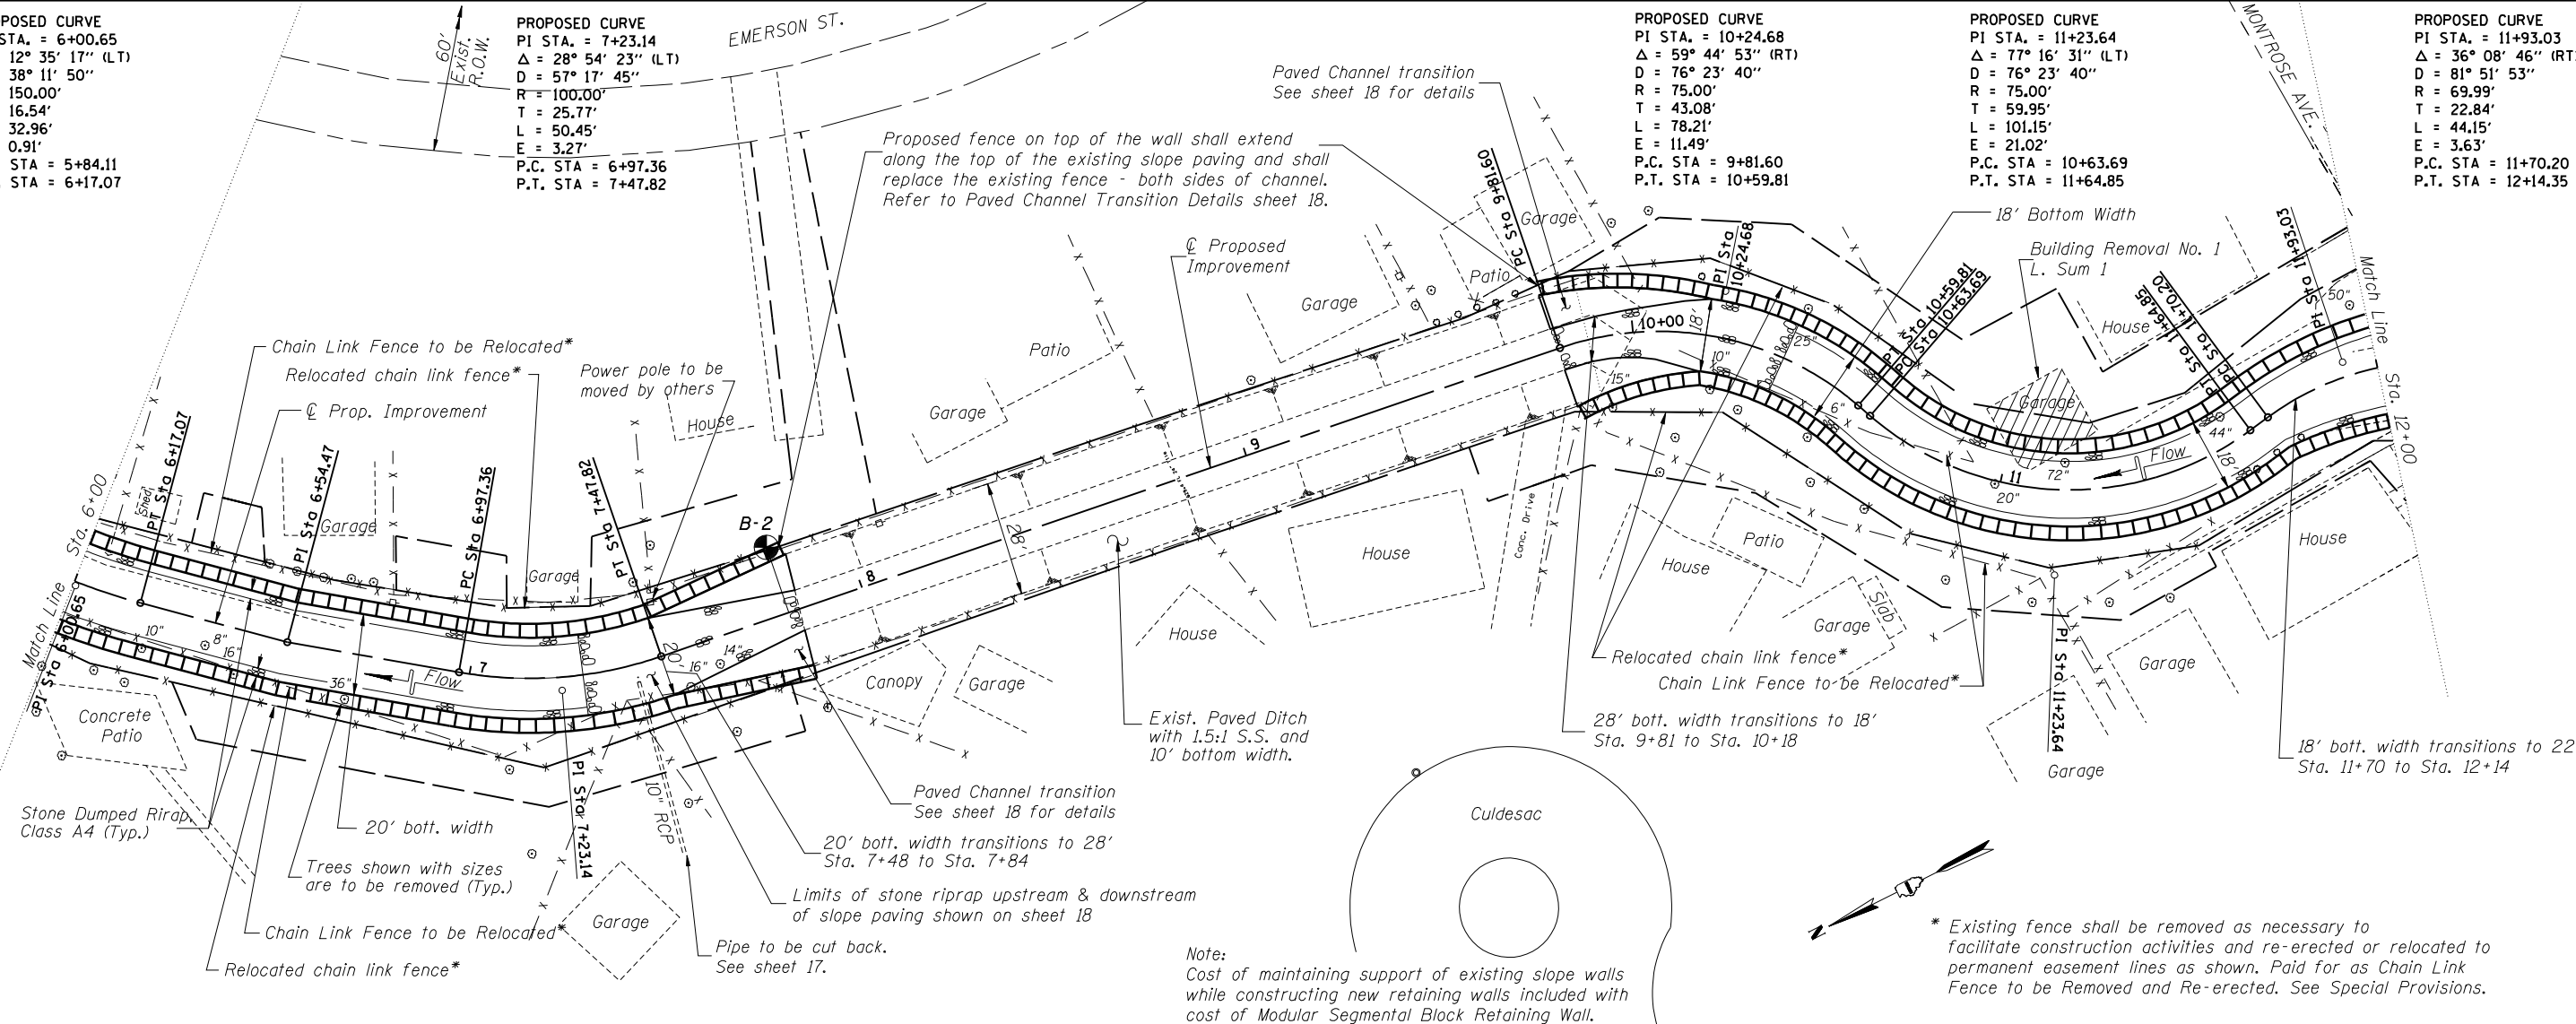 POSED CURVE
STA. = 6+00.65
12° 35' 17'' (LT)
38° 11' 50''
150.00'
16.54'
32.96'
0.91'
STA = 5+84.11
STA = 6+17.07
60'
Exist.
R.O.W.
PROPOSED CURVE
PI STA. = 7+23.14
Δ = 28° 54' 23'' (LT)
D = 57° 17' 45''
R = 100.00'
T = 25.77'
L = 50.45'
E = 3.27'
P.C. STA = 6+97.36
P.T. STA = 7+47.82
EMERSON ST.
Proposed fence on top of the wall shall extend
along the top of the existing slope paving and shall
replace the existing fence - both sides of channel.
Refer to Paved Channel Transition Details sheet 18.
Paved Channel transition
See sheet 18 for details
PROPOSED CURVE
PI STA. = 10+24.68
Δ = 59° 44' 53'' (RT)
D = 76° 23' 40''
R = 75.00'
T = 43.08'
L = 78.21'
E = 11.49'
P.C. STA = 9+81.60
P.T. STA = 10+59.81
PROPOSED CURVE
PI STA. = 11+23.64
Δ = 77° 16' 31'' (LT)
D = 76° 23' 40''
R = 75.00'
T = 59.95'
L = 101.15'
E = 21.02'
P.C. STA = 10+63.69
P.T. STA = 11+64.85
MONTROSE AVE.
PROPOSED CURVE
PI STA. = 11+93.03
Δ = 36° 08' 46'' (RT)
D = 81° 51' 53''
R = 69.99'
T = 22.84'
L = 44.15'
E = 3.63'
P.C. STA = 11+70.20
P.T. STA = 12+14.35
PC Sta 9+81.60
Garage
Patio
PI Sta
10+24.68
18' Bottom Width
Building Removal No. 1
L. Sum 1
℄ Proposed
Improvement
Garage
Patio
Garage
10+00
18'
10"
15"
25"
6"
PT Sta 10+59.81
PC Sta 10+63.69
House
Garage
PT Sta 11+64.85
PC Sta 11+70.20
PI Sta 11+93.03
50"
Match Line
Sta. 12+00
44"
18'
Flow
72"
20"
11
Chain Link Fence to be Relocated*
Relocated chain link fence*
℄ Prop. Improvement
Power pole to be
moved by others
House
Match Line
Sta. 6+00
Shed
PT Sta 6+17.07
PI Sta 6+54.47
Garage
PC Sta 6+97.36
Garage
PT Sta 7+47.82
B-2
9
8
28'
7
Flow
PI Sta 6+00.65
10"
8"
16"
36"
20'
16"
14"
Concrete
Patio
Canopy
Garage
House
House
Conc. Drive
House
Patio
Slab
Garage
Garage
House
Garage
PI Sta 11+23.64
PI Sta 7+23.14
10" RCP
Exist. Paved Ditch
with 1.5:1 S.S. and
10' bottom width.
Relocated chain link fence*
Chain Link Fence to be Relocated*
28' bott. width transitions to 18'
Sta. 9+81 to Sta. 10+18
18' bott. width transitions to 22
Sta. 11+70 to Sta. 12+14
Stone Dumped Rirap,
Class A4 (Typ.)
20' bott. width
Trees shown with sizes
are to be removed (Typ.)
Chain Link Fence to be Relocated*
Relocated chain link fence*
Garage
Paved Channel transition
See sheet 18 for details
20' bott. width transitions to 28'
Sta. 7+48 to Sta. 7+84
Limits of stone riprap upstream & downstream
of slope paving shown on sheet 18
Pipe to be cut back.
See sheet 17.
Culdesac
Note:
Cost of maintaining support of existing slope walls
while constructing new retaining walls included with
cost of Modular Segmental Block Retaining Wall.
N
* Existing fence shall be removed as necessary to
facilitate construction activities and re-erected or relocated to
permanent easement lines as shown. Paid for as Chain Link
Fence to be Removed and Re-erected. See Special Provisions.